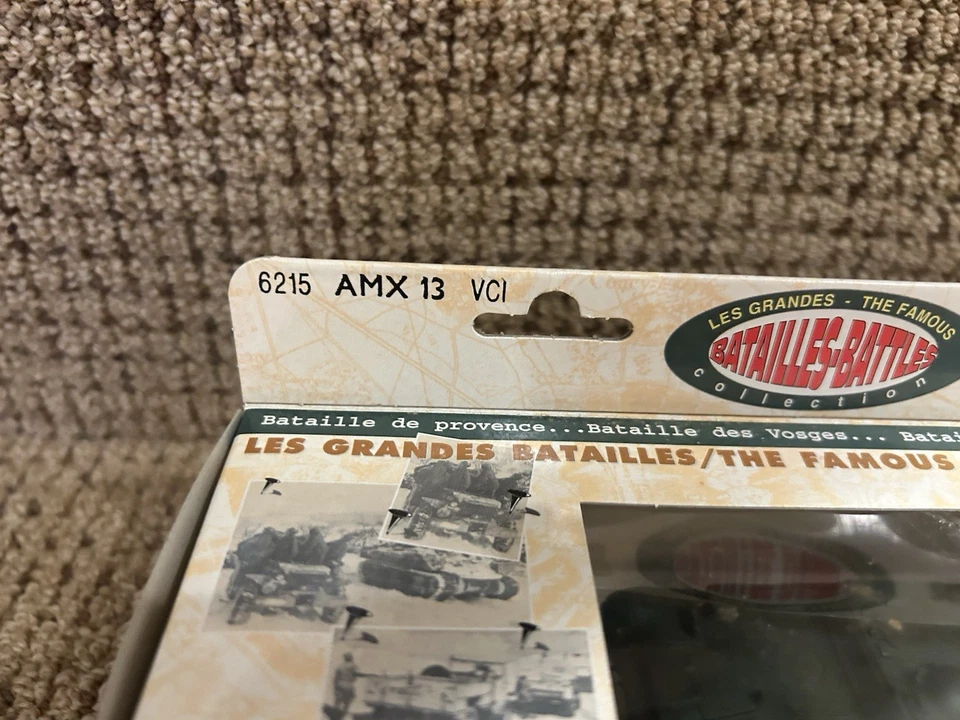 6215 AMX 13 VCI
LES GRANDES - THE FAMOUS
BATAILLES-BATTLES
collection
Bataille de provence...Bataille des Vosges... Batai
LES GRANDES BATAILLES/THE FAMOUS